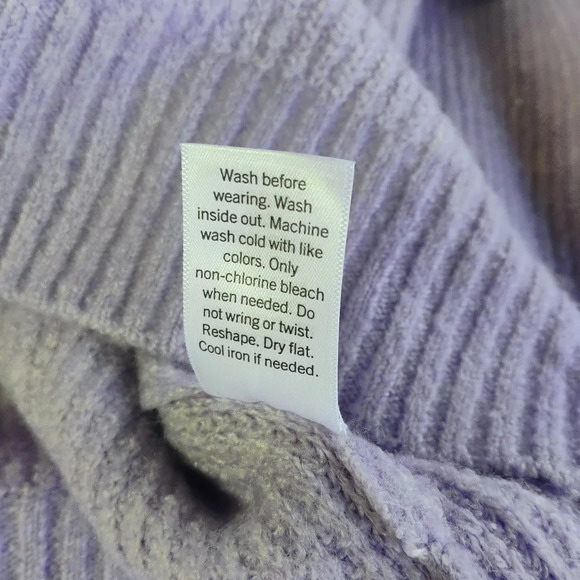 Wash before
wearing. Wash
inside out. Machine
wash cold with like
colors. Only
non-chlorine bleach
when needed. Do
not wring or twist.
Reshape. Dry flat.
Cool iron if needed.